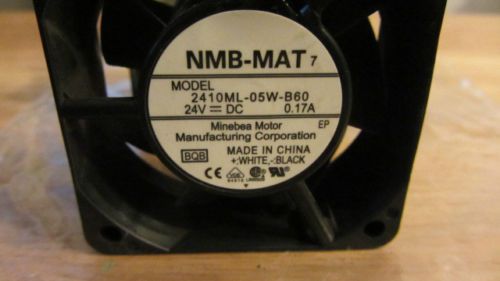 NMB-MAT 7
MODEL
2410ML-05W-B60
24V ⎓ DC 0.17A
Minebea Motor EP
Manufacturing Corporation
BQB MADE IN CHINA
+:WHITE,-:BLACK
CE